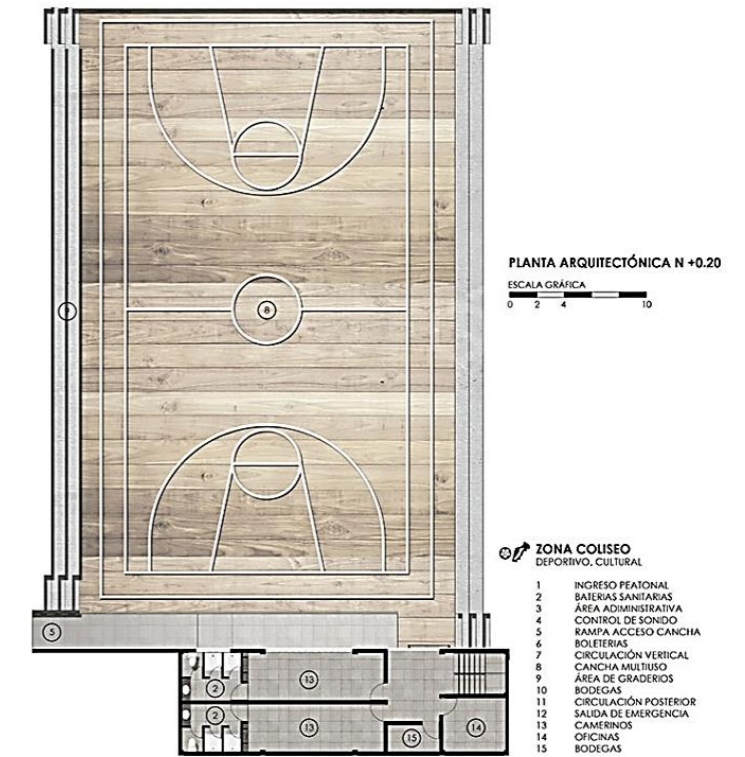 9
8
5
2
13
2
13
15
14
PLANTA ARQUITECTÓNICA N +0.20
ESCALA GRÁFICA
0 2 4 10
ZONA COLISEO
DEPORTIVO, CULTURAL
1 INGRESO PEATONAL
2 BATERIAS SANITARIAS
3 ÁREA ADIMINISTRATIVA
4 CONTROL DE SONIDO
5 RAMPA ACCESO CANCHA
6 BOLETERIAS
7 CIRCULACIÓN VERTICAL
8 CANCHA MULTIUSO
9 ÁREA DE GRADERIOS
10 BODEGAS
11 CIRCULACIÓN POSTERIOR
12 SALIDA DE EMERGENCIA
13 CAMERINOS
14 OFICINAS
15 BODEGAS